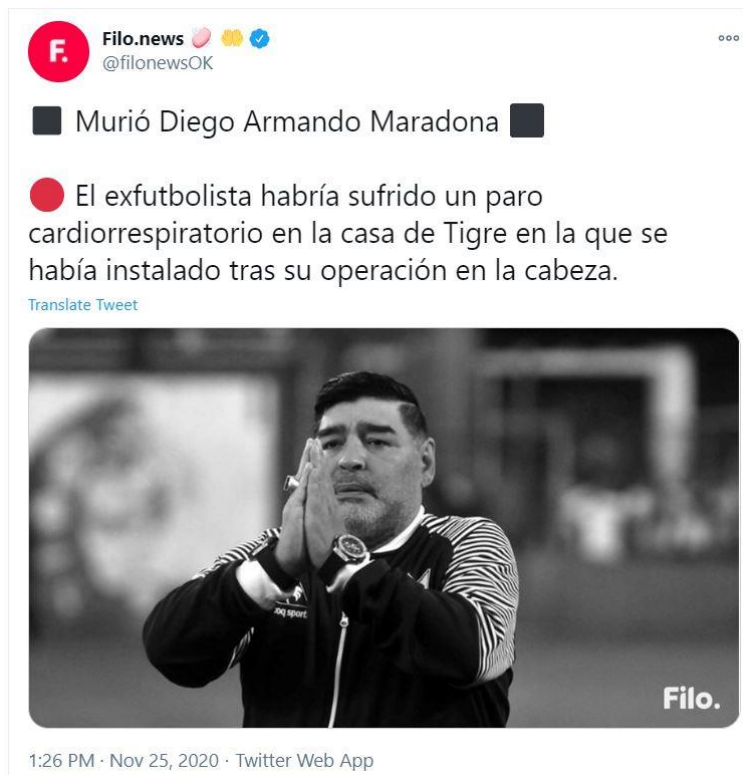 F.
Filo.news
@filonewsOK
Murió Diego Armando Maradona
El exfutbolista habría sufrido un paro
cardiorrespiratorio en la casa de Tigre en la que se
había instalado tras su operación en la cabeza.
Translate Tweet
oq sport
Filo.
1:26 PM · Nov 25, 2020 · Twitter Web App